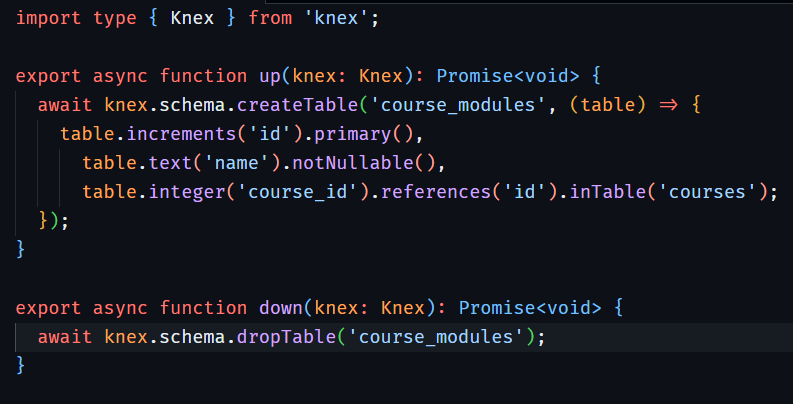 import type { Knex } from 'knex';
export async function up(knex: Knex): Promise<void> {
await knex.schema.createTable('course_modules', (table) => {
table.increments('id').primary(),
table.text('name').notNullable(),
table.integer('course_id').references('id').inTable('courses');
});
}
export async function down(knex: Knex): Promise<void> {
await knex.schema.dropTable('course_modules');
}